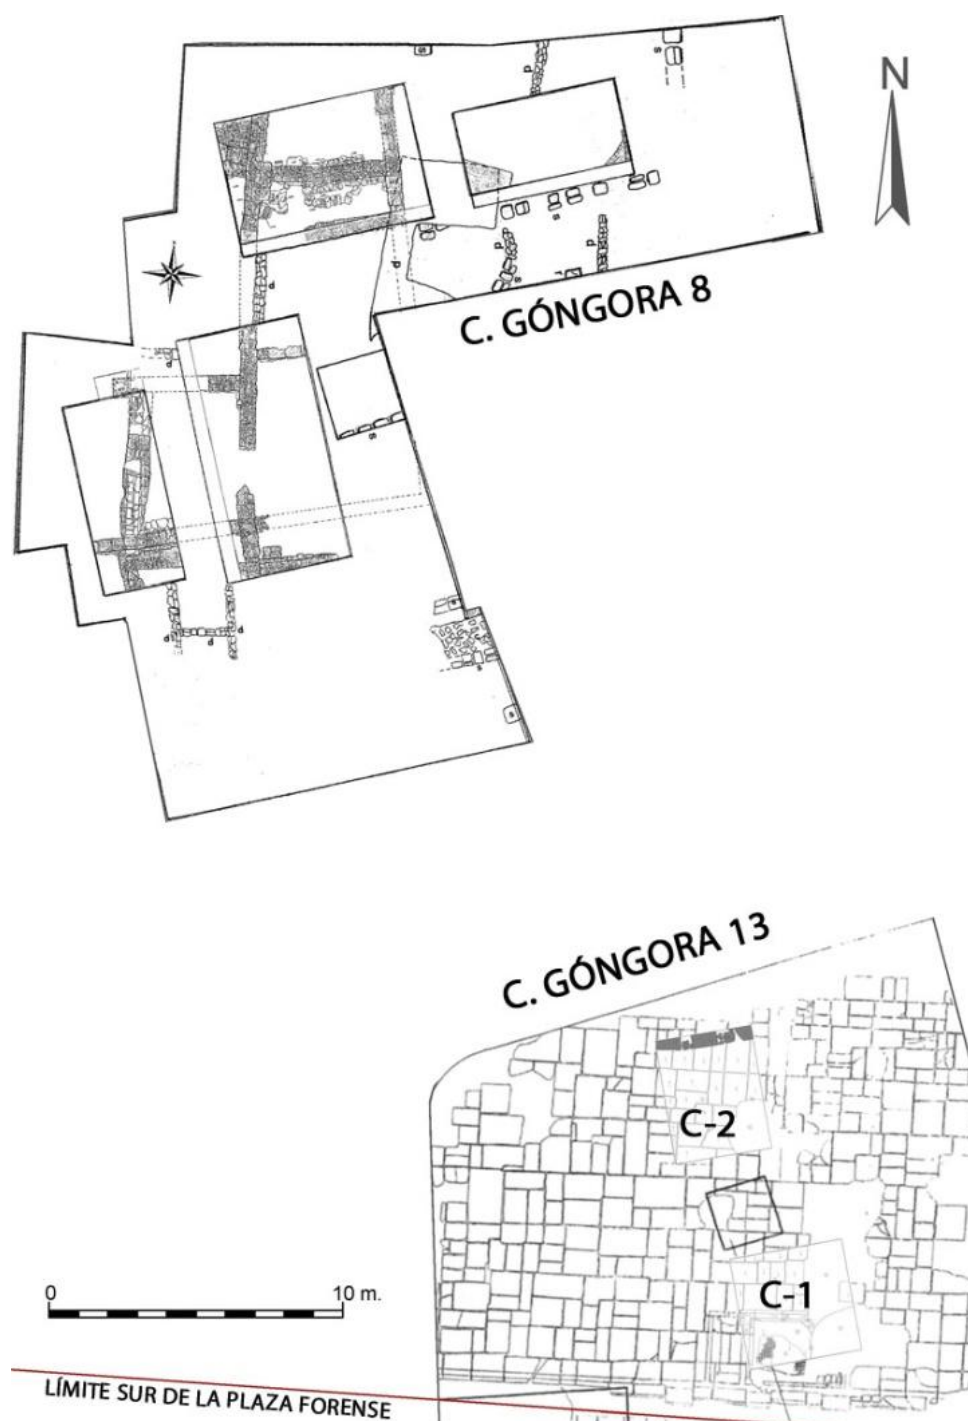 N
C. GÓNGORA 8
C. GÓNGORA 13
C-2
C-1
0 10 m.
LÍMITE SUR DE LA PLAZA FORENSE